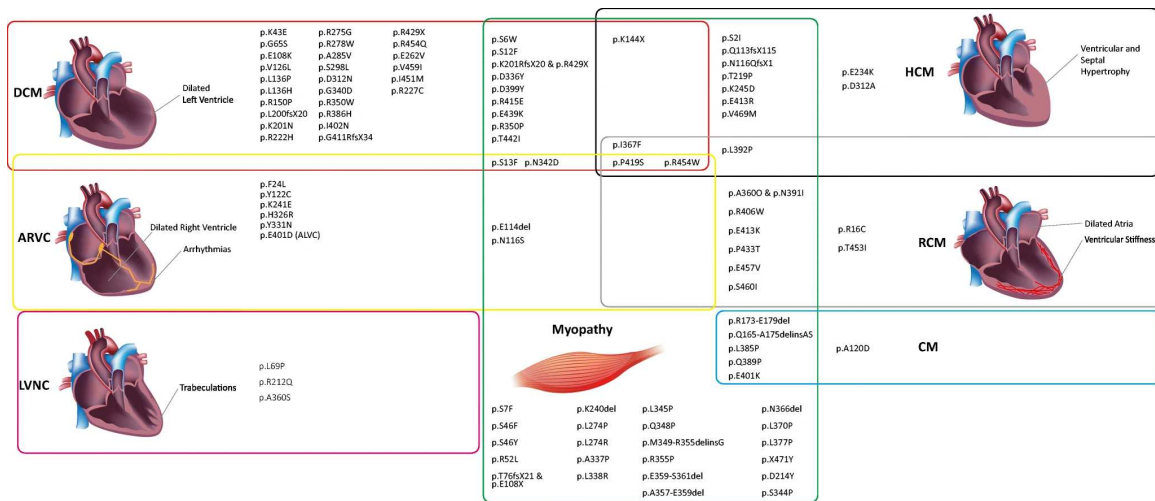 DCM
Dilated
Left Ventricle
p.K43E
p.G65S
p.E108K
p.V126L
p.L136P
p.L136H
p.R150P
p.L200fsX20
p.K201N
p.R222H
p.R275G
p.R278W
p.A285V
p.S298L
p.D312N
p.G340D
p.R350W
p.R386H
p.I402N
p.G411RfsX34
p.R429X
p.R454Q
p.E262V
p.V459I
p.I451M
p.R227C
p.S6W
p.S12F
p.K201RfsX20 & p.R429X
p.D336Y
p.D399Y
p.R415E
p.E439K
p.R350P
p.T442I
p.K144X
p.S2I
p.Q113fsX115
p.N116QfsX1
p.T219P
p.K245D
p.E413R
p.V469M
p.E234K
p.D312A
HCM
Ventricular and
Septal
Hypertrophy
p.I367F
p.L392P
p.S13F p.N342D
p.P419S p.R454W
ARVC
Dilated Right Ventricle
Arrhythmias
p.F24L
p.Y122C
p.K241E
p.H326R
p.Y331N
p.E401D (ALVC)
p.E114del
p.N116S
p.A360O & p.N391I
p.R406W
p.E413K
p.P433T
p.E457V
p.S460I
p.R16C
p.T453I
RCM
Dilated Atria
Ventricular Stiffness
LVNC
Trabeculations
p.L69P
p.R212Q
p.A360S
Myopathy
p.R173-E179del
p.Q165-A175delinsAS
p.L385P
p.Q389P
p.E401K
p.A120D
CM
p.S7F
p.S46F
p.S46Y
p.R52L
p.T76fsX21 &
p.E108X
p.K240del
p.L274P
p.L274R
p.A337P
p.L338R
p.L345P
p.Q348P
p.M349-R355delinsG
p.R355P
p.E359-S361del
p.A357-E359del
p.N366del
p.L370P
p.L377P
p.X471Y
p.D214Y
p.S344P